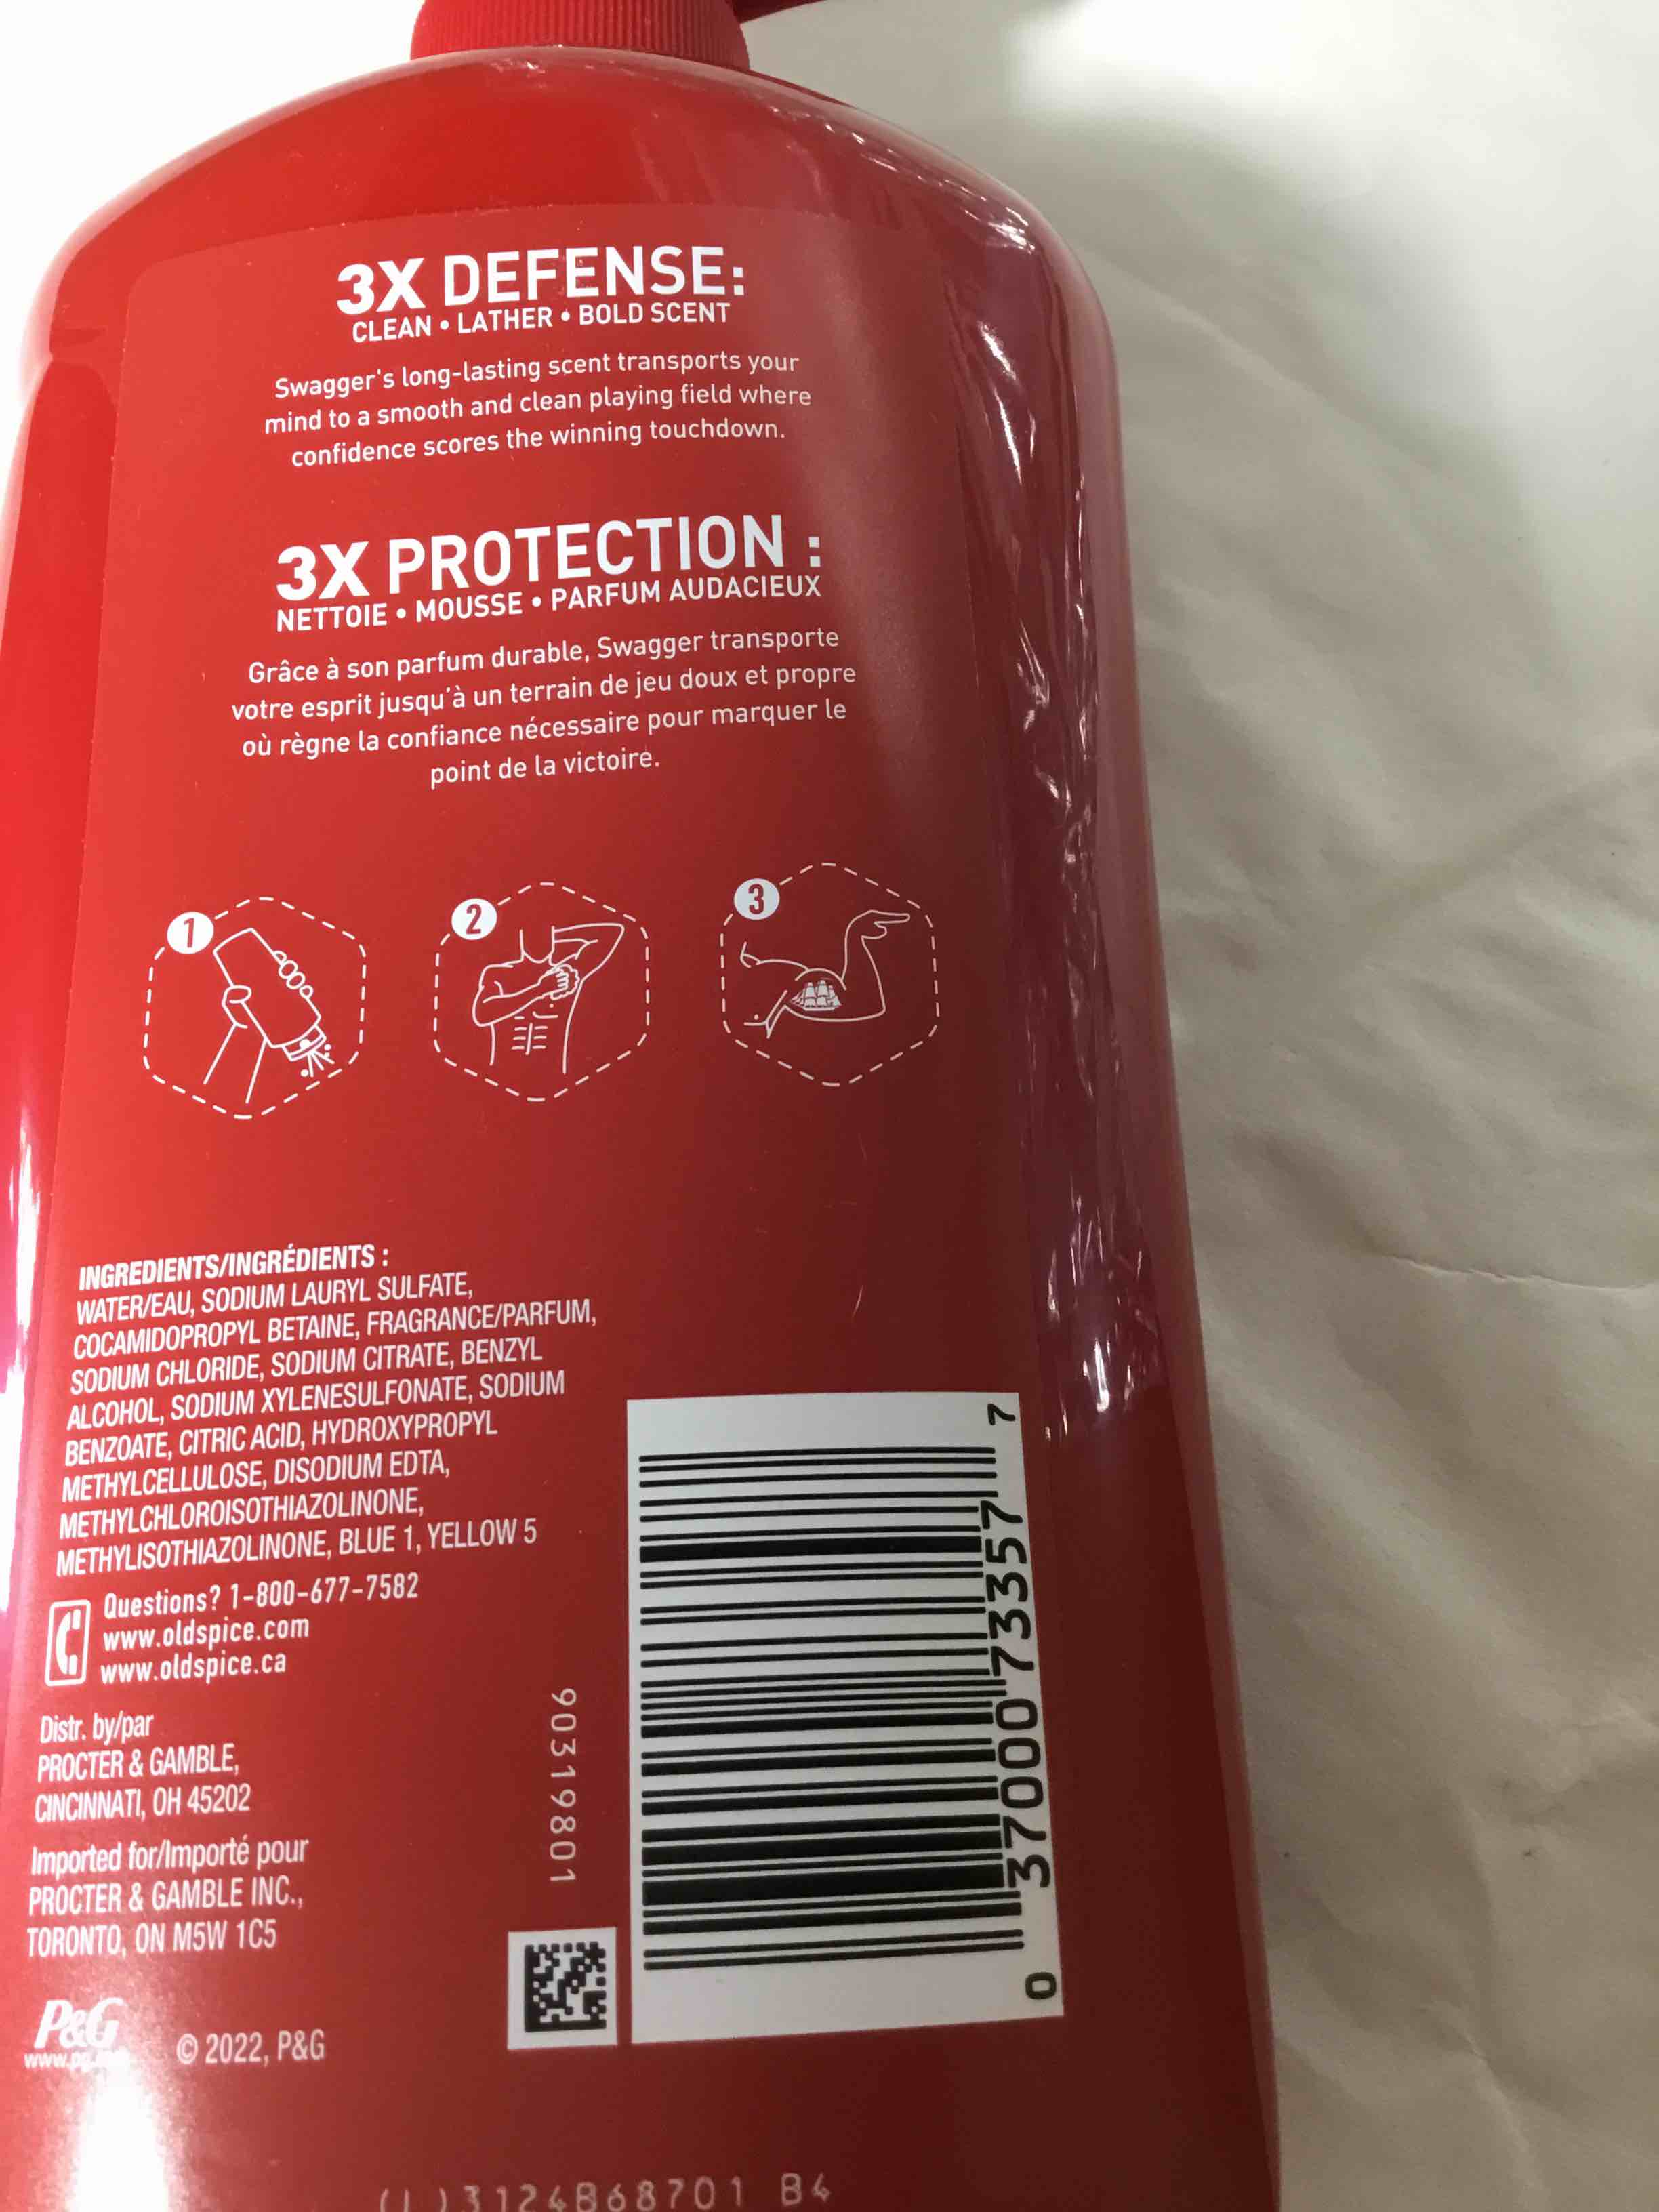 3X DEFENSE:
CLEAN • LATHER • BOLD SCENT
Swagger's long-lasting scent transports your
mind to a smooth and clean playing field where
confidence scores the winning touchdown.
3X PROTECTION :
NETTOIE • MOUSSE • PARFUM AUDACIEUX
Grâce à son parfum durable, Swagger transporte
votre esprit jusqu'à un terrain de jeu doux et propre
où règne la confiance nécessaire pour marquer le
point de la victoire.
1
2
3
INGREDIENTS/INGRÉDIENTS :
WATER/EAU, SODIUM LAURYL SULFATE,
COCAMIDOPROPYL BETAINE, FRAGRANCE/PARFUM,
SODIUM CHLORIDE, SODIUM CITRATE, BENZYL
ALCOHOL, SODIUM XYLENESULFONATE, SODIUM
BENZOATE, CITRIC ACID, HYDROXYPROPYL
METHYLCELLULOSE, DISODIUM EDTA,
METHYLCHLOROISOTHIAZOLINONE,
METHYLISOTHIAZOLINONE, BLUE 1, YELLOW 5
Questions? 1-800-677-7582
www.oldspice.com
www.oldspice.ca
Distr. by/par
PROCTER & GAMBLE,
CINCINNATI, OH 45202
Imported for/Importé pour
PROCTER & GAMBLE INC.,
TORONTO, ON M5W 1C5
P&G
© 2022, P&G
90319801
0 37000 73357 7
(L)3124868701 B4